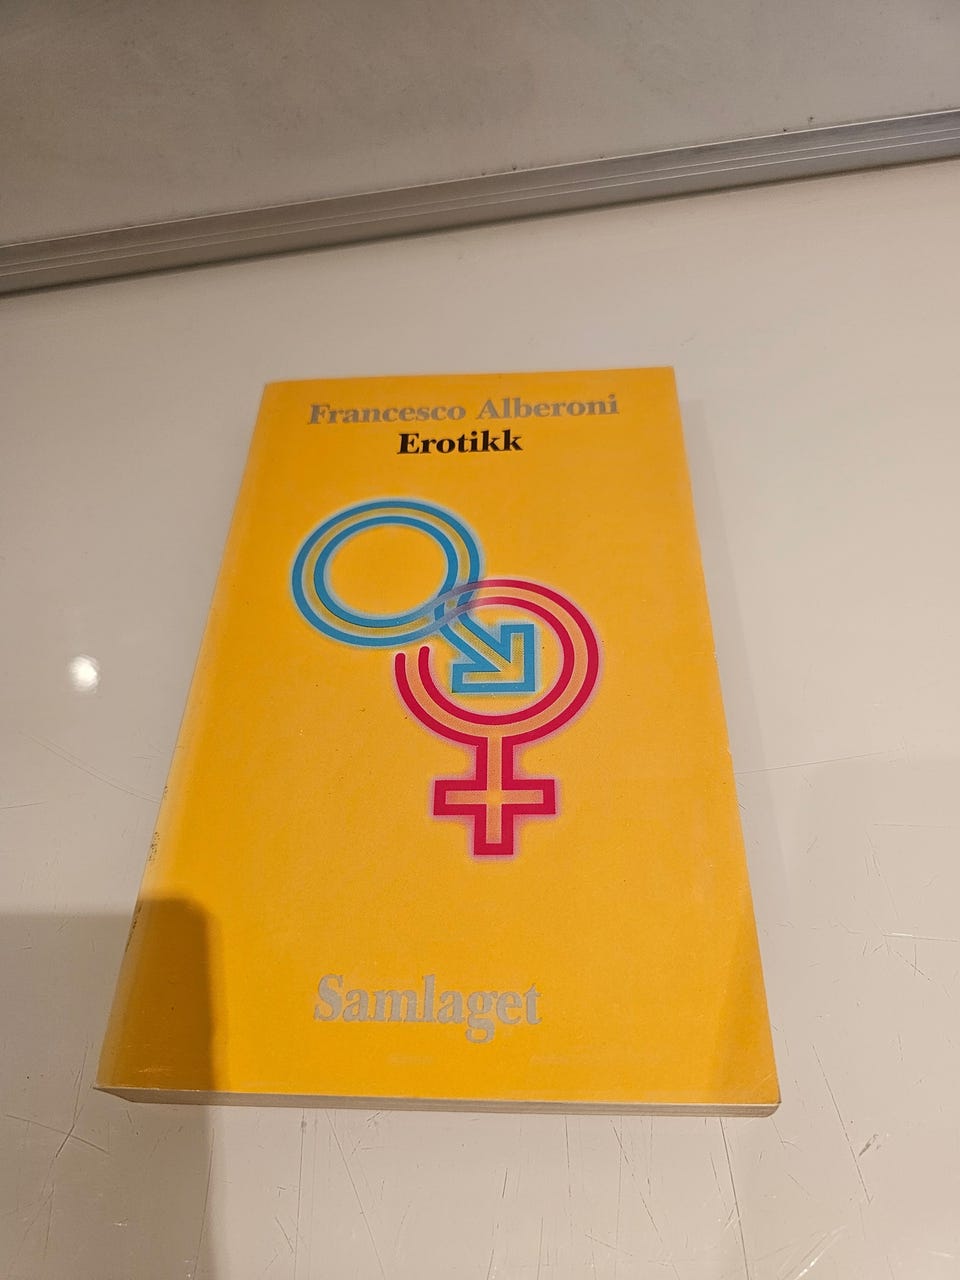 Francesco Alberoni
Erotikk
Samlaget